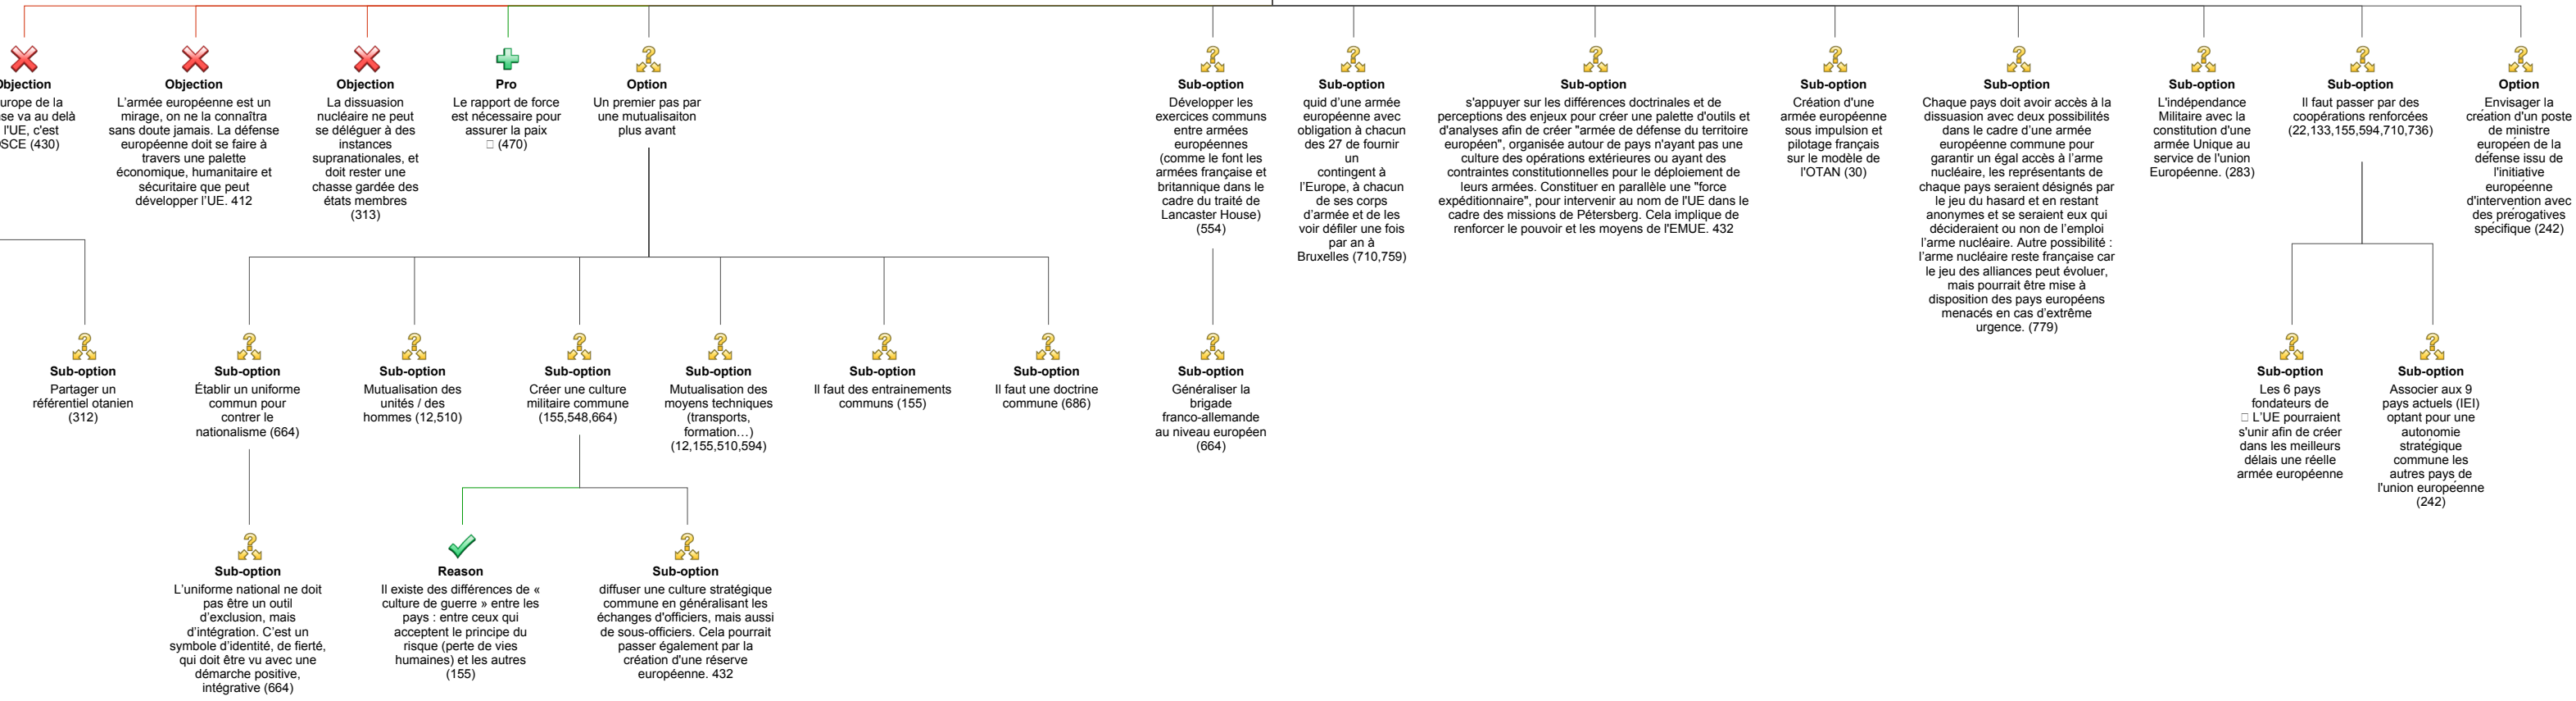 Objection
urope de la
se va au delà
l'UE, c'est
SCE (430)
Objection
L'armée européenne est un
mirage, on ne la connaîtra
sans doute jamais. La défense
européenne doit se faire à
travers une palette
économique, humanitaire et
sécuritaire que peut
développer l'UE. 412
Objection
La dissuasion
nucléaire ne peut
se déléguer à des
instances
supranationales, et
doit rester une
chasse gardée des
états membres
(313)
Pro
Le rapport de force
est nécessaire pour
assurer la paix
(470)
Option
Un premier pas par
une mutualisaiton
plus avant
Sub-option
Développer les
exercices communs
entre armées
européennes
(comme le font les
armées française et
britannique dans le
cadre du traité de
Lancaster House)
(554)
Sub-option
quid d'une armée
européenne avec
obligation à chacun
des 27 de fournir
un
contingent à
l'Europe, à chacun
de ses corps
d'armée et de les
voir défiler une fois
par an à
Bruxelles (710,759)
Sub-option
s'appuyer sur les différences doctrinales et de
perceptions des enjeux pour créer une palette d'outils et
d'analyses afin de créer "armée de défense du territoire
européen", organisée autour de pays n'ayant pas une
culture des opérations extérieures ou ayant des
contraintes constitutionnelles pour le déploiement de
leurs armées. Constituer en parallèle une "force
expéditionnaire", pour intervenir au nom de l'UE dans le
cadre des missions de Pétersberg. Cela implique de
renforcer le pouvoir et les moyens de l'EMUE. 432
Sub-option
Création d'une
armée européenne
sous impulsion et
pilotage français
sur le modèle de
l'OTAN (30)
Sub-option
Chaque pays doit avoir accès à la
dissuasion avec deux possibilités
dans le cadre d'une armée
européenne commune pour
garantir un égal accès à l'arme
nucléaire, les représentants de
chaque pays seraient désignés par
le jeu du hasard et en restant
anonymes et se seraient eux qui
décideraient ou non de l'emploi
l'arme nucléaire. Autre possibilité :
l'arme nucléaire reste française car
le jeu des alliances peut évoluer,
mais pourrait être mise à
disposition des pays européens
menacés en cas d'extrême
urgence. (779)
Sub-option
L'indépendance
Militaire avec la
constitution d'une
armée Unique au
service de l'union
Européenne. (283)
Sub-option
Il faut passer par des
coopérations renforcées
(22,133,155,594,710,736)
Option
Envisager la
création d'un poste
de ministre
européen de la
défense issu de
l'initiative
européenne
d'intervention avec
des prérogatives
spécifique (242)
Sub-option
Partager un
référentiel otanien
(312)
Sub-option
Établir un uniforme
commun pour
contrer le
nationalisme (664)
Sub-option
Mutualisation des
unités / des
hommes (12,510)
Sub-option
Créer une culture
militaire commune
(155,548,664)
Sub-option
Mutualisation des
moyens techniques
(transports,
formation…)
(12,155,510,594)
Sub-option
Il faut des entrainements
communs (155)
Sub-option
Il faut une doctrine
commune (686)
Sub-option
Généraliser la
brigade
franco-allemande
au niveau européen
(664)
Sub-option
Les 6 pays
fondateurs de
L'UE pourraient
s'unir afin de créer
dans les meilleurs
délais une réelle
armée européenne
Sub-option
Associer aux 9
pays actuels (IEI)
optant pour une
autonomie
stratégique
commune les
autres pays de
l'union européenne
(242)
Sub-option
L'uniforme national ne doit
pas être un outil
d'exclusion, mais
d'intégration. C'est un
symbole d'identité, de fierté,
qui doit être vu avec une
démarche positive,
intégrative (664)
Reason
Il existe des différences de «
culture de guerre » entre les
pays : entre ceux qui
acceptent le principe du
risque (perte de vies
humaines) et les autres
(155)
Sub-option
diffuser une culture stratégique
commune en généralisant les
échanges d'officiers, mais aussi
de sous-officiers. Cela pourrait
passer également par la
création d'une réserve
européenne. 432